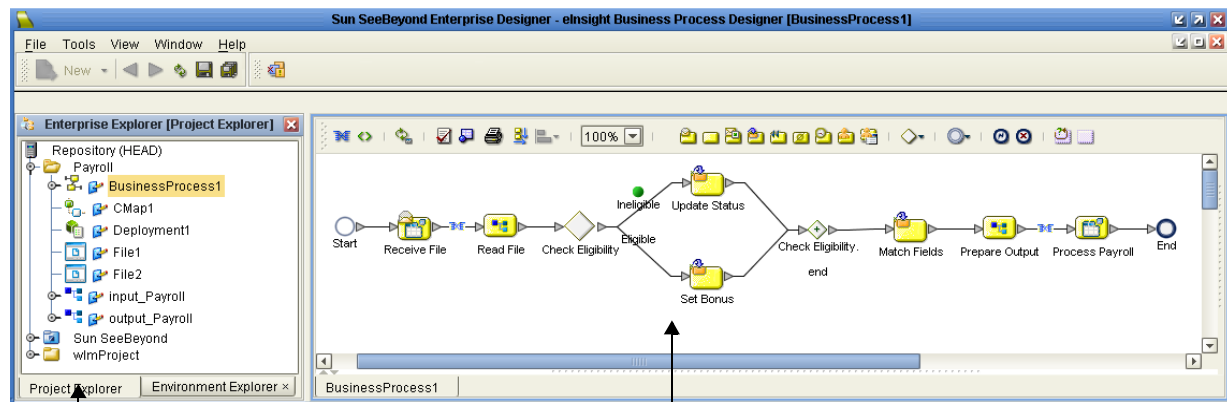 Sun SeeBeyond Enterprise Designer - eInsight Business Process Designer [BusinessProcess1]
File Tools View Window Help
New
Enterprise Explorer [Project Explorer]
Repository (HEAD)
Payroll
BusinessProcess1
CMap1
Deployment1
File1
File2
input_Payroll
output_Payroll
Sun SeeBeyond
wlmProject
Project Explorer
Environment Explorer ×
100%
Start
Receive File
Read File
Check Eligibility
Ineligible
Eligible
Update Status
Set Bonus
Check Eligibility.
end
Match Fields
Prepare Output
Process Payroll
End
BusinessProcess1